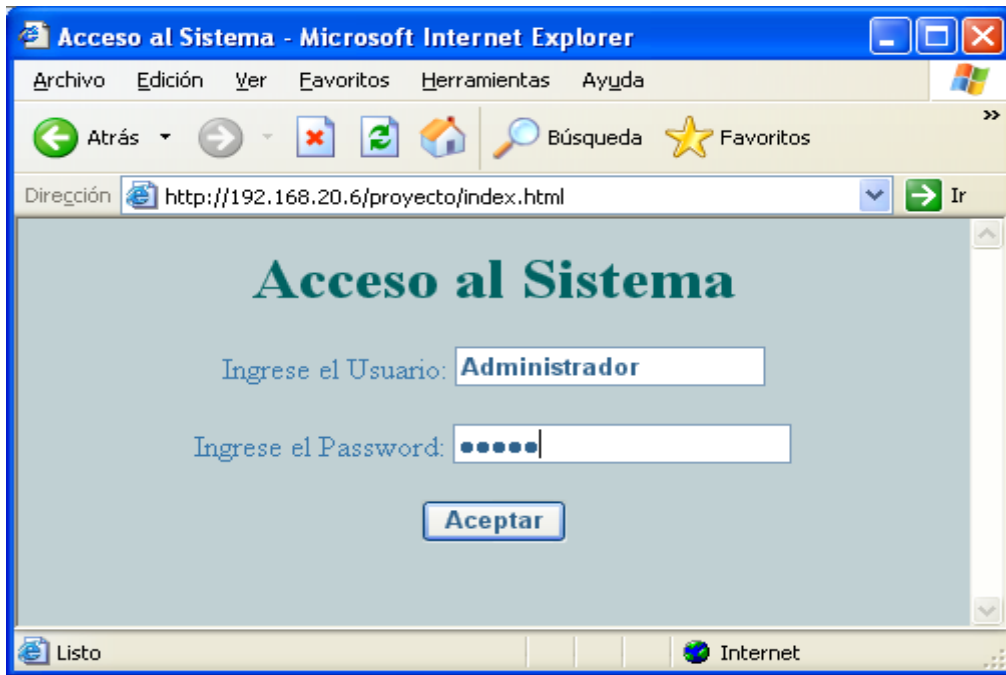 Acceso al Sistema - Microsoft Internet Explorer
Archivo Edición Ver Favoritos Herramientas Ayuda
Atrás Búsqueda Favoritos »
Dirección http://192.168.20.6/proyecto/index.html Ir
Acceso al Sistema
Ingrese el Usuario: Administrador
Ingrese el Password: •••••
Aceptar
Listo Internet